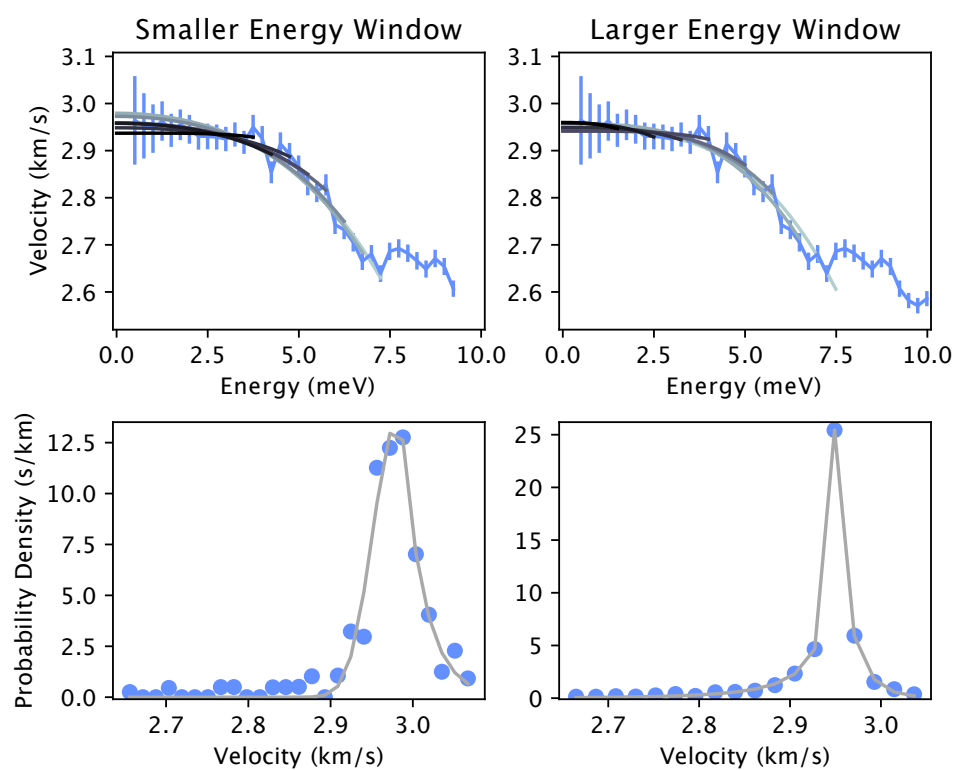 Smaller Energy Window
Larger Energy Window
3.1
3.0
2.9
2.8
2.7
2.6
Velocity (km/s)
0.0 2.5 5.0 7.5 10.0
Energy (meV)
3.1
3.0
2.9
2.8
2.7
2.6
0.0 2.5 5.0 7.5 10.0
Energy (meV)
12.5
10.0
7.5
5.0
2.5
0.0
Probability Density (s/km)
2.7 2.8 2.9 3.0
Velocity (km/s)
25
20
15
10
5
0
2.7 2.8 2.9 3.0
Velocity (km/s)